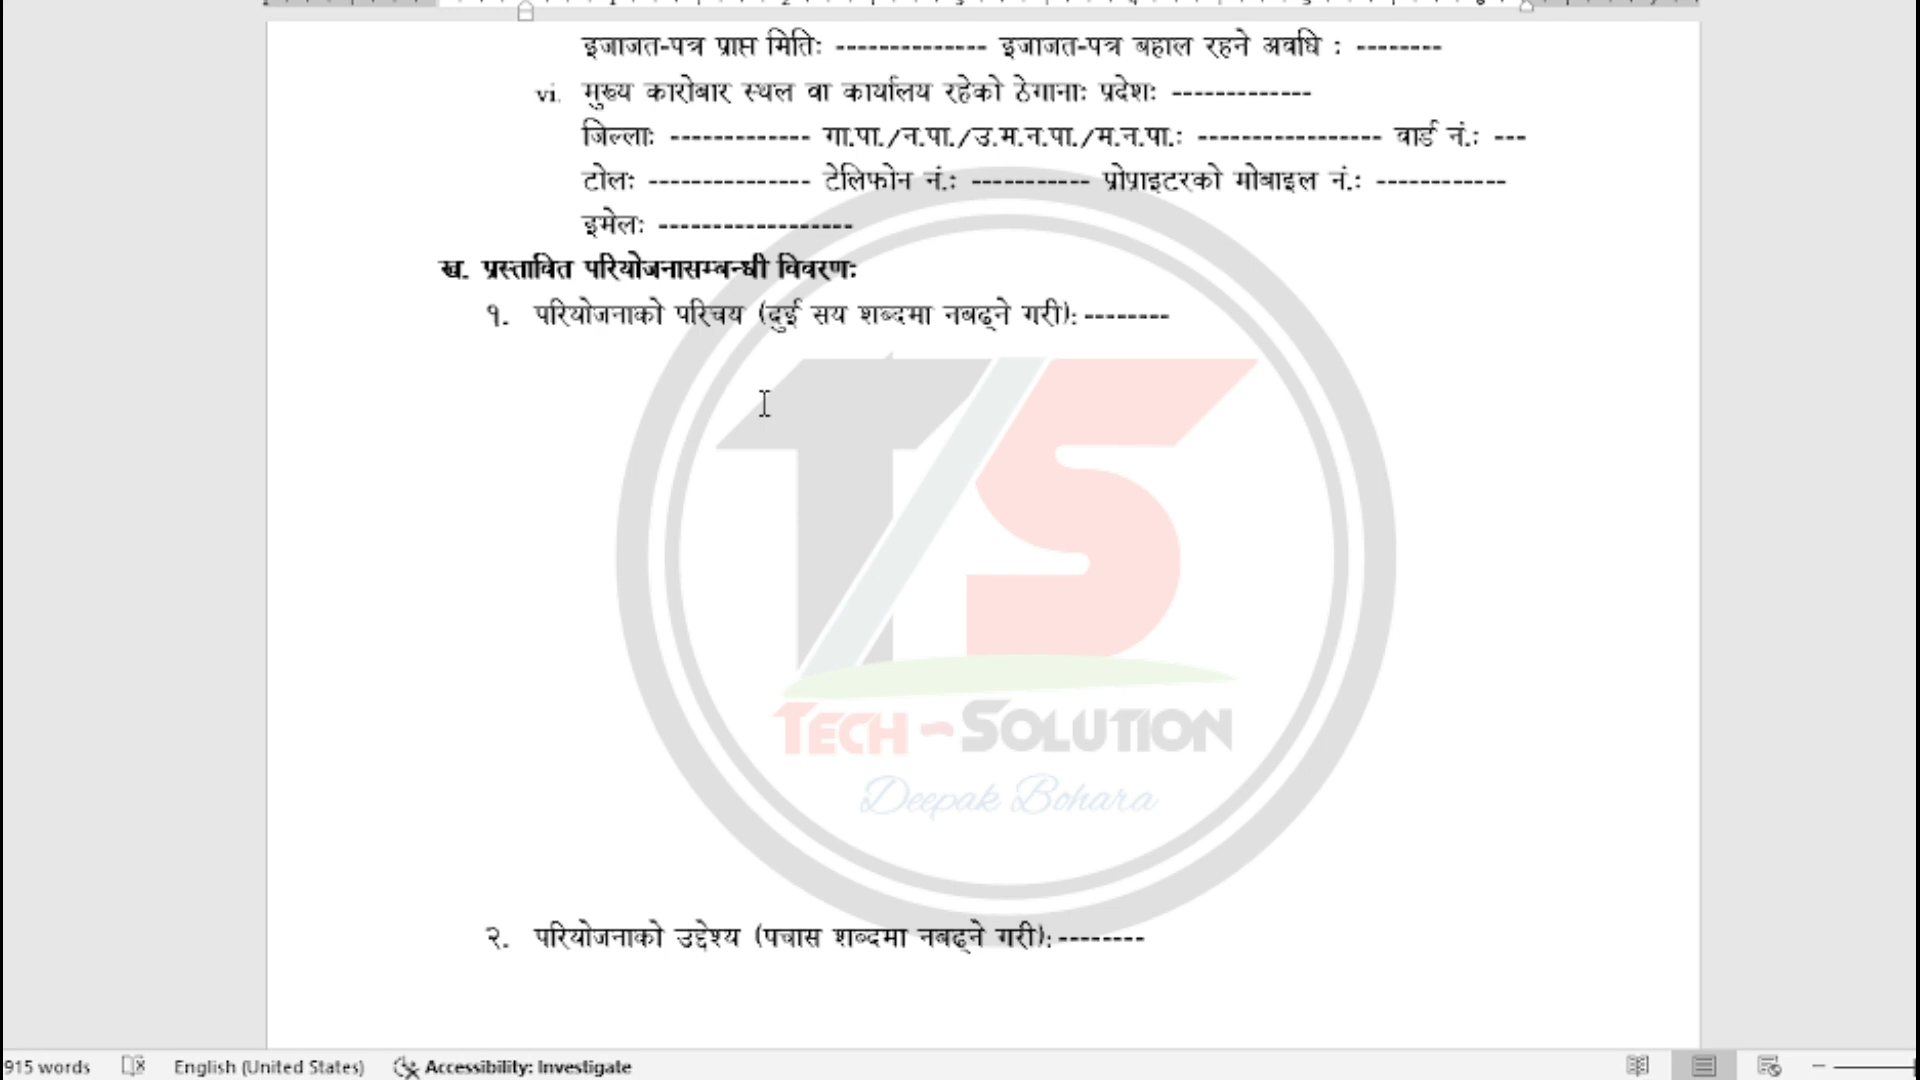 इजाजत-पत्र प्राप्त मितिः -------------- इजाजत-पत्र बहाल रहने अवधि : --------
vi. मुख्य कारोबार स्थल वा कार्यालय रहेको ठेगानाः प्रदेशः -------------
जिल्लाः ------------- गा.पा./न.पा./उ.म.न.पा./म.न.पा.: ----------------- वार्ड नं.: ---
टोलः --------------- टेलिफोन नं.: ----------- प्रोप्राइटरको मोबाइल नं.: ------------
इमेलः ------------------
ख. प्रस्तावित परियोजनासम्बन्धी विवरणः
१. परियोजनाको परिचय (दुई सय शब्दमा नबढ्ने गरी): --------
TS
TECH-SOLUTION
Deepak Bohara
२. परियोजनाको उद्देश्य (पचास शब्दमा नबढ्ने गरी): --------
915 words English (United States) Accessibility: Investigate